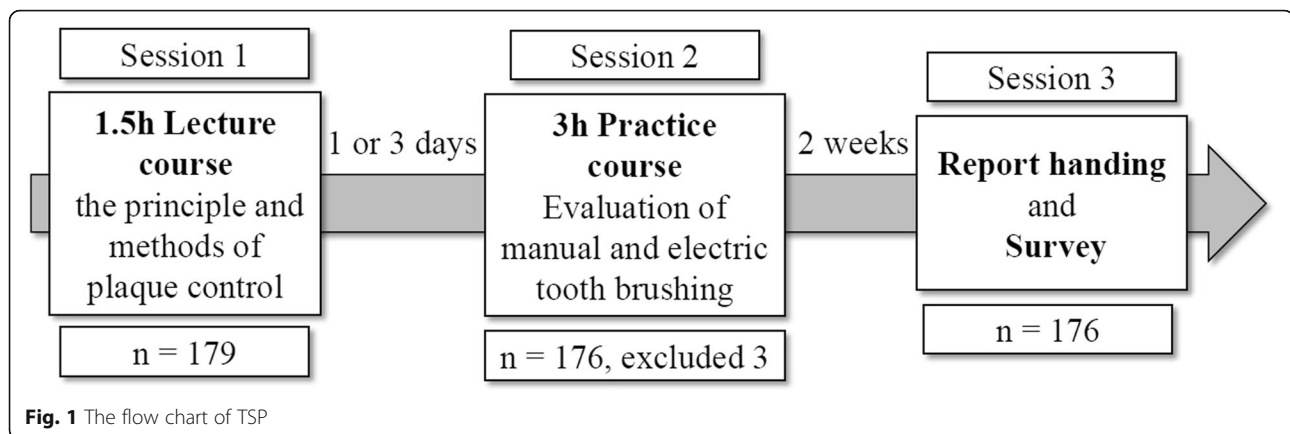 Session 1
1.5h Lecture
course
the principle and
methods of
plaque control
n = 179
1 or 3 days
Session 2
3h Practice
course
Evaluation of
manual and electric
tooth brushing
n = 176, excluded 3
2 weeks
Session 3
Report handing
and
Survey
n = 176
Fig. 1 The flow chart of TSP